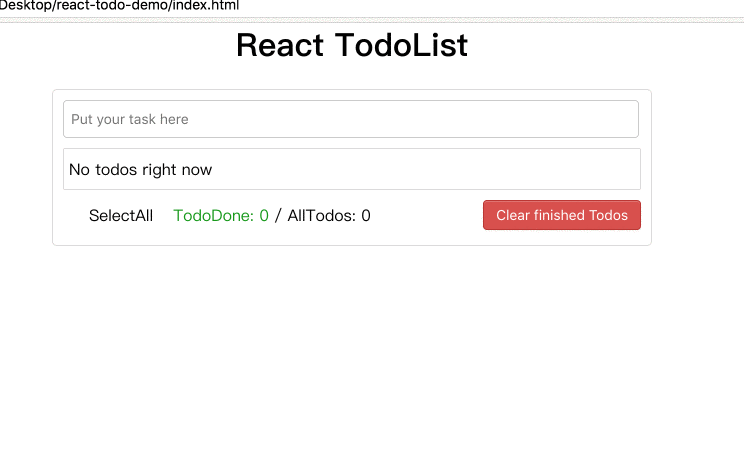 Desktop/react-todo-demo/index.html
React TodoList
Put your task here
No todos right now
SelectAll TodoDone: 0 / AllTodos: 0 Clear finished Todos